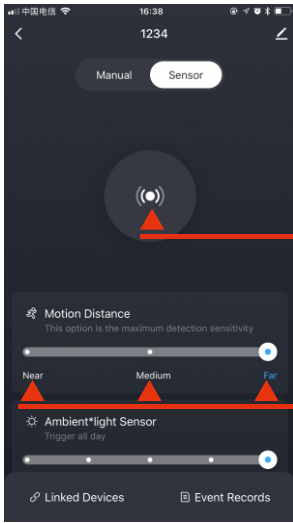 中国电信 16:38
1234
Manual Sensor
Motion Distance
This option is the maximum detection sensitivity
Near Medium Far
Ambient*light Sensor
Trigger all day
Linked Devices Event Records